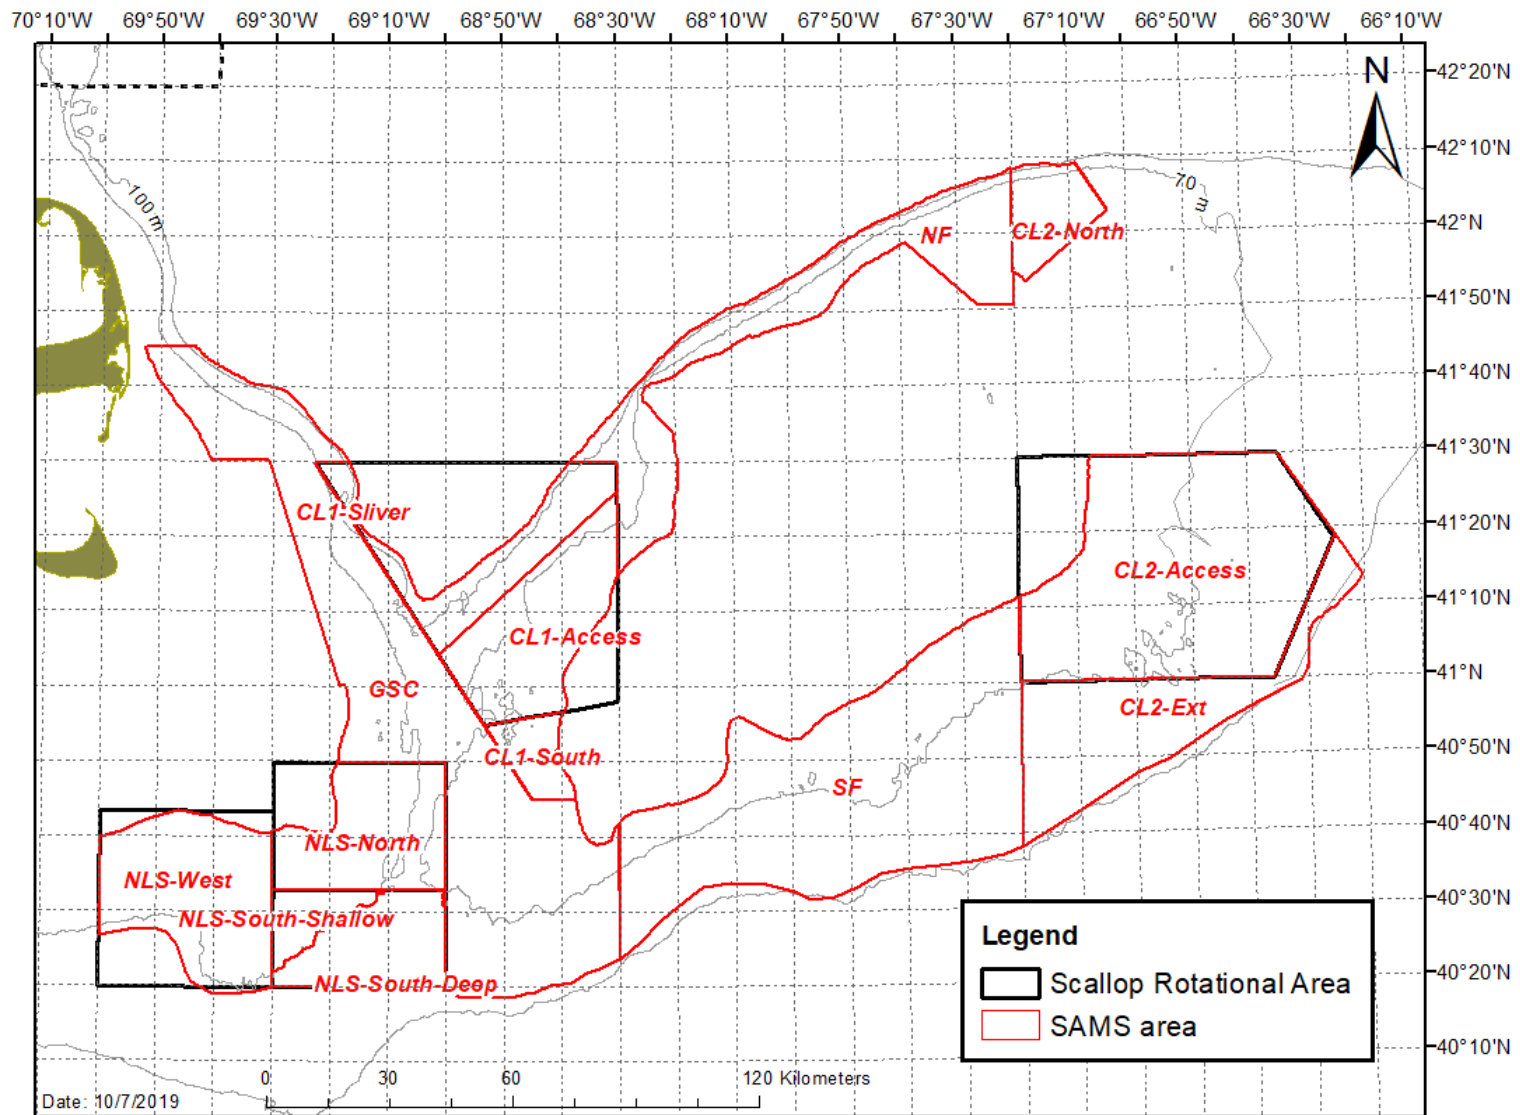 70°10'W 69°50'W 69°30'W 69°10'W 68°50'W 68°30'W 68°10'W 67°50'W 67°30'W 67°10'W 66°50'W 66°30'W 66°10'W
N
42°20'N
42°10'N
42°N
41°50'N
41°40'N
41°30'N
41°20'N
41°10'N
41°N
40°50'N
40°40'N
40°30'N
40°20'N
40°10'N
100 m
70 m
NF
CL2-North
CL1-Sliver
CL2-Access
CL1-Access
GSC
CL2-Ext
CL1-South
SF
NLS-North
NLS-West
NLS-South-Shallow
NLS-South-Deep
Legend
Scallop Rotational Area
SAMS area
0 30 60 120 Kilometers
Date: 10/7/2019